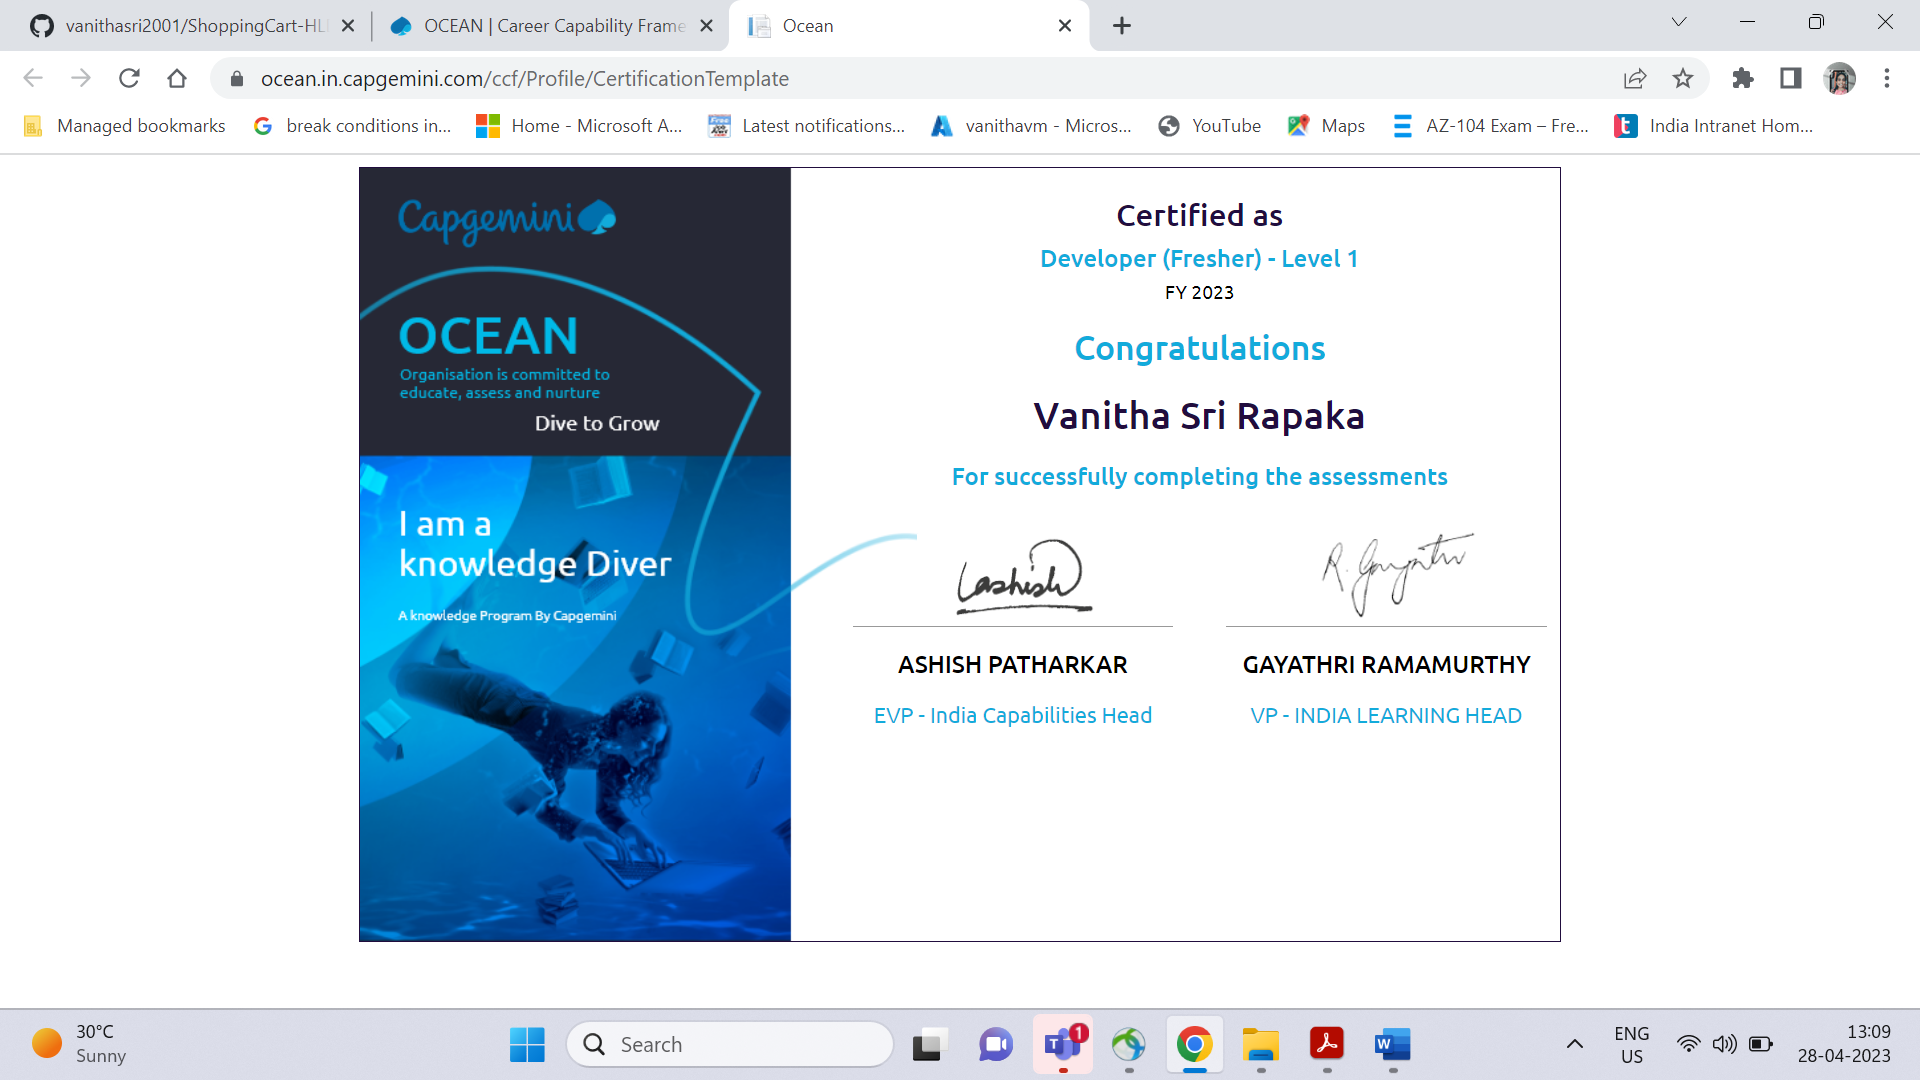 vanithasri2001/ShoppingCart-HL
OCEAN | Career Capability Frame
Ocean
ocean.in.capgemini.com/ccf/Profile/CertificationTemplate
Managed bookmarks
break conditions in...
Home - Microsoft A...
Latest notifications...
vanithavm - Micros...
YouTube
Maps
AZ-104 Exam – Fre...
India Intranet Hom...
Capgemini
OCEAN
Organisation is committed to
educate, assess and nurture
Dive to Grow
I am a
knowledge Diver
A knowledge Program By Capgemini
Certified as
Developer (Fresher) - Level 1
FY 2023
Congratulations
Vanitha Sri Rapaka
For successfully completing the assessments
R. Gayathri
ASHISH PATHARKAR
GAYATHRI RAMAMURTHY
EVP - India Capabilities Head
VP - INDIA LEARNING HEAD
30°C
Sunny
Search
1
ENG
US
13:09
28-04-2023